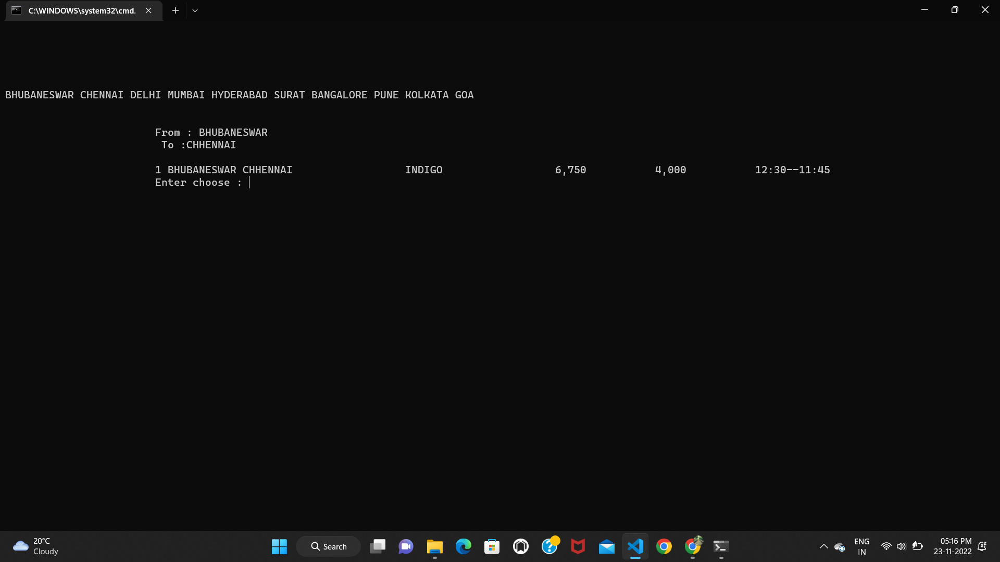 C:\WINDOWS\system32\cmd.
BHUBANESWAR CHENNAI DELHI MUMBAI HYDERABAD SURAT BANGALORE PUNE KOLKATA GOA
From : BHUBANESWAR
To :CHHENNAI
1 BHUBANESWAR CHHENNAI INDIGO 6,750 4,000 12:30--11:45
Enter choose :
20°C
Cloudy
Search
ENG
IN
05:16 PM
23-11-2022